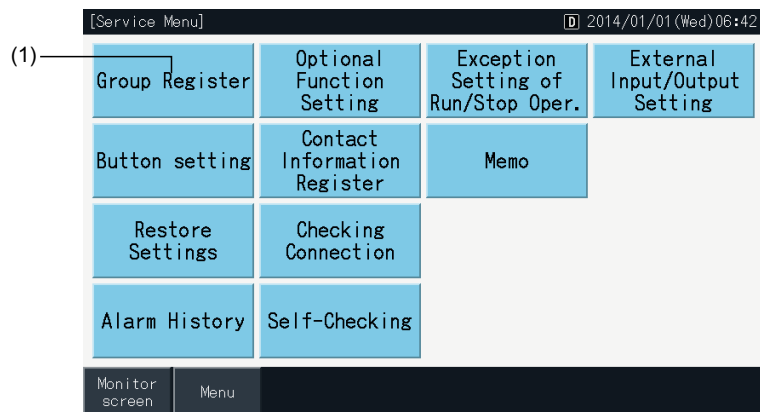 [Service Menu] D 2014/01/01(Wed)06:42
(1)
Group Register
Optional
Function
Setting
Exception
Setting of
Run/Stop Oper.
External
Input/Output
Setting
Button setting
Contact
Information
Register
Memo
Restore
Settings
Checking
Connection
Alarm History
Self-Checking
Monitor
screen
Menu